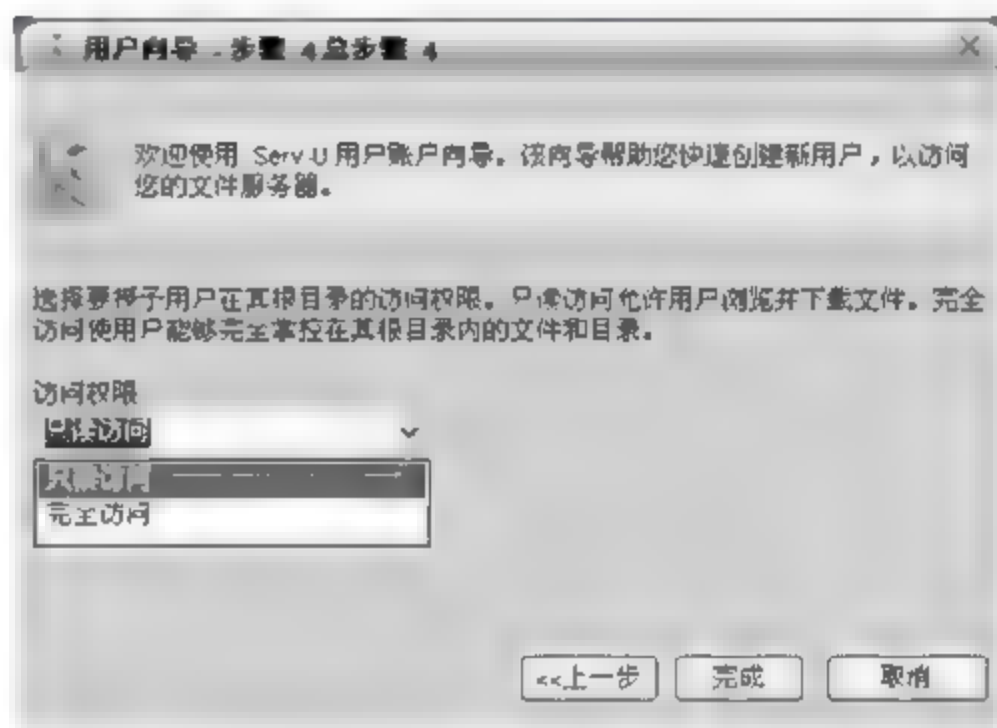 用户向导 - 步骤 4总步骤 4
欢迎使用 Serv-U 用户账户向导。该向导帮助您快速创建新用户，以访问
您的文件服务器。
选择要授予用户在其根目录的访问权限。只读访问允许用户浏览并下载文件。完全
访问使用户能够完全掌控在其根目录内的文件和目录。
访问权限
只读访问
只读访问
完全访问
<<上一步
完成
取消